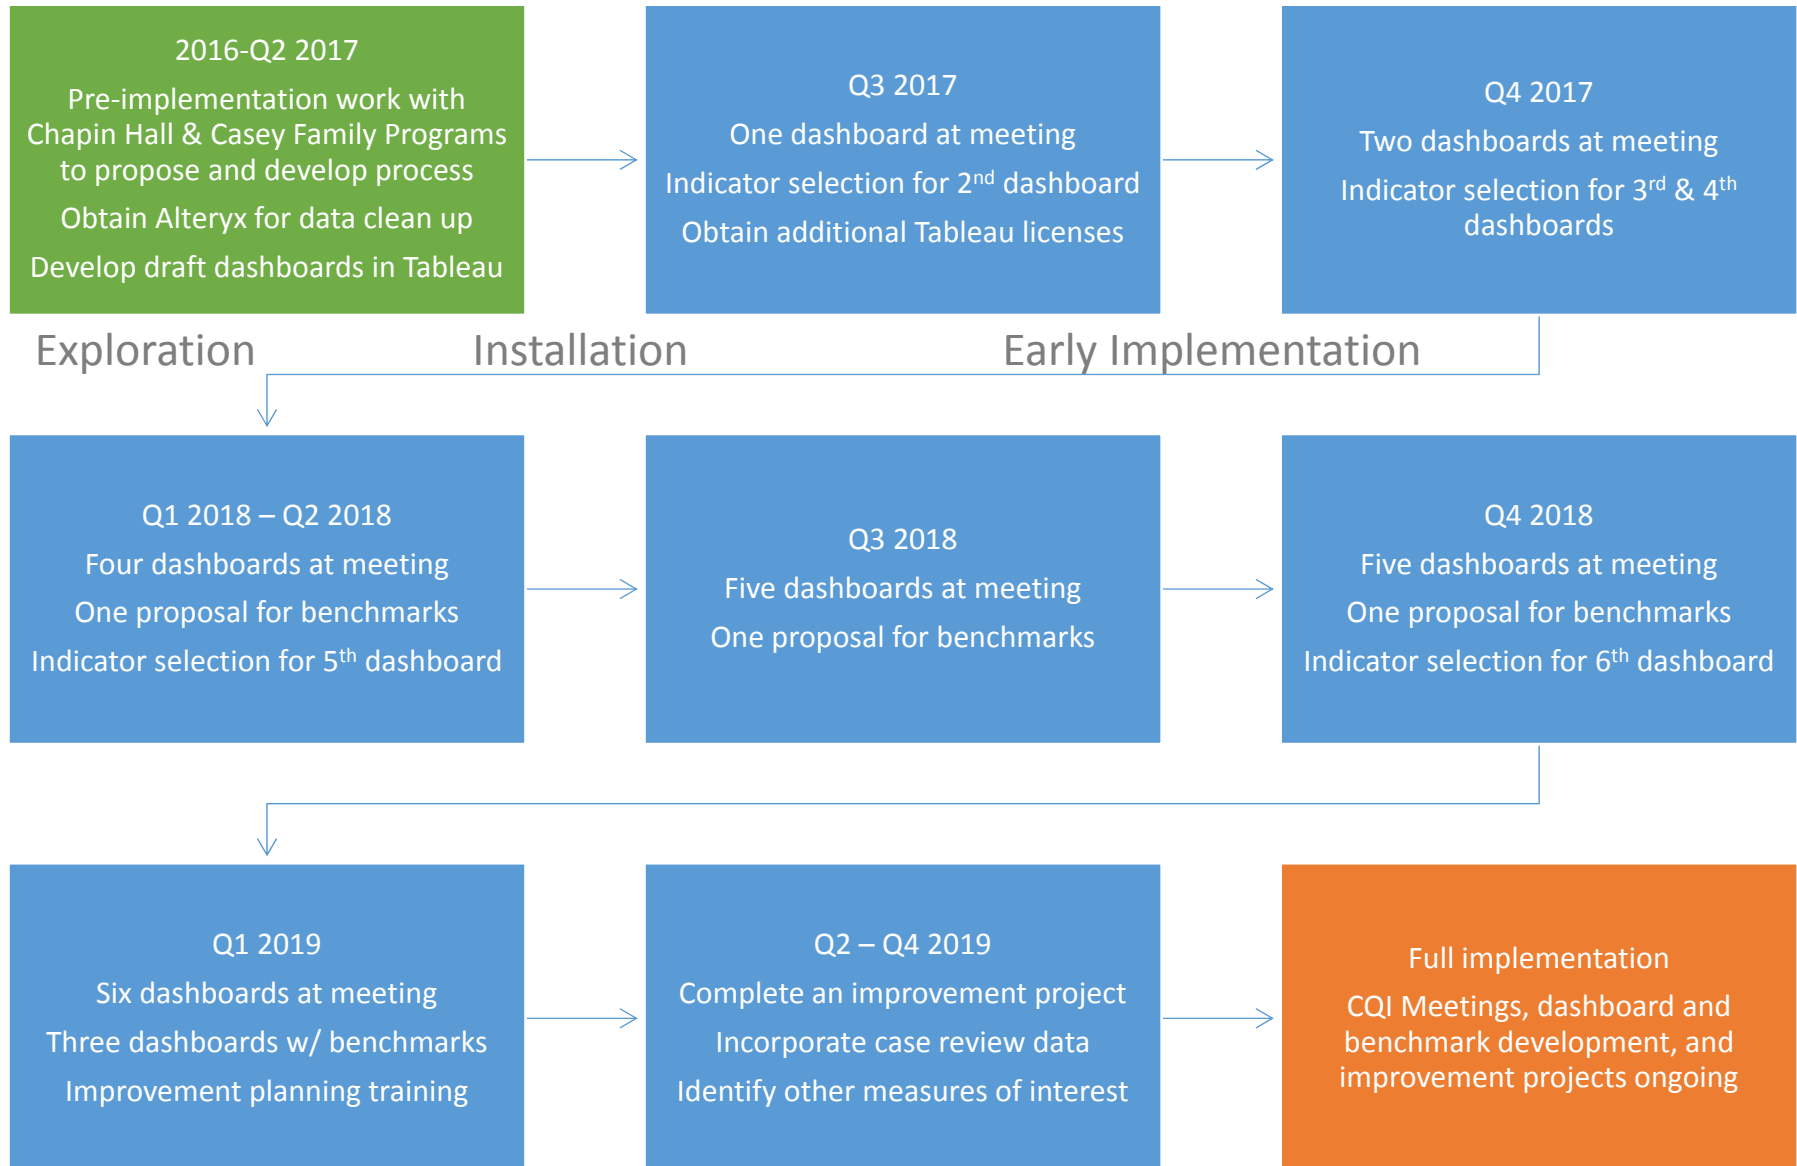 2016-Q2 2017
Pre-implementation work with
Chapin Hall & Casey Family Programs
to propose and develop process
Obtain Alteryx for data clean up
Develop draft dashboards in Tableau
Q3 2017
One dashboard at meeting
Indicator selection for 2nd dashboard
Obtain additional Tableau licenses
Q4 2017
Two dashboards at meeting
Indicator selection for 3rd & 4th
dashboards
Exploration
Installation
Early Implementation
Q1 2018 – Q2 2018
Four dashboards at meeting
One proposal for benchmarks
Indicator selection for 5th dashboard
Q3 2018
Five dashboards at meeting
One proposal for benchmarks
Q4 2018
Five dashboards at meeting
One proposal for benchmarks
Indicator selection for 6th dashboard
Q1 2019
Six dashboards at meeting
Three dashboards w/ benchmarks
Improvement planning training
Q2 – Q4 2019
Complete an improvement project
Incorporate case review data
Identify other measures of interest
Full implementation
CQI Meetings, dashboard and
benchmark development, and
improvement projects ongoing